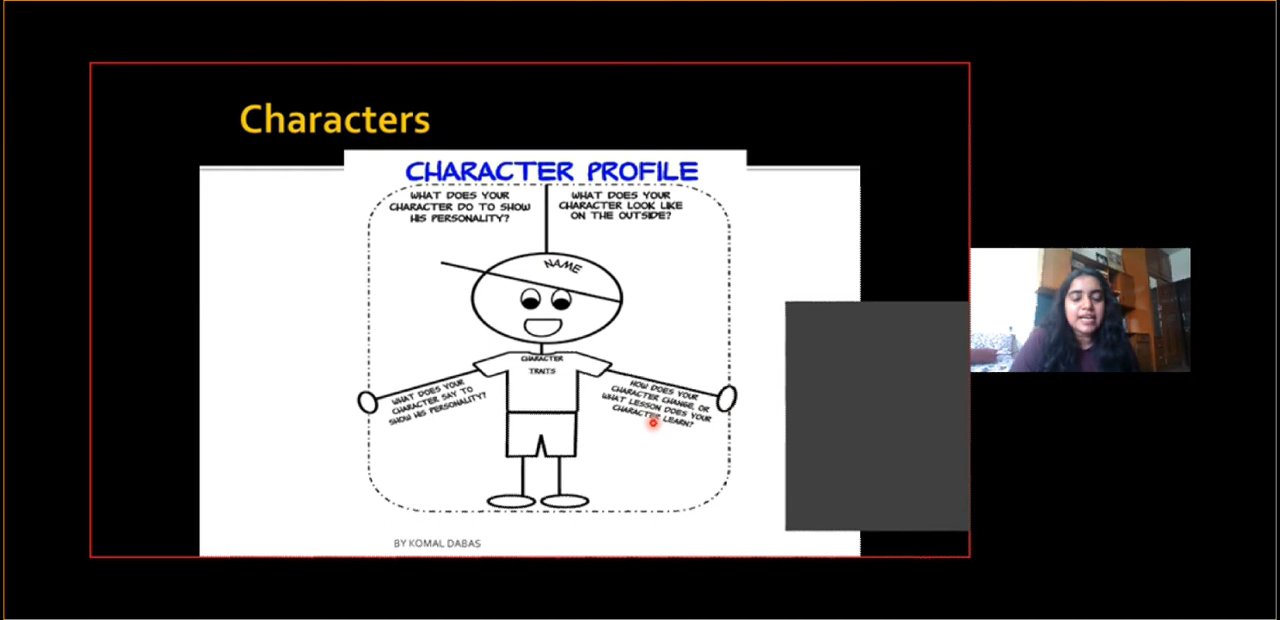 Characters
CHARACTER PROFILE
WHAT DOES YOUR
CHARACTER DO TO SHOW
HIS PERSONALITY?
WHAT DOES YOUR
CHARACTER LOOK LIKE
ON THE OUTSIDE?
NAME
CHARACTER
TRAITS
WHAT DOES YOUR
CHARACTER SAY TO
SHOW HIS PERSONALITY?
HOW DOES YOUR
CHARACTER CHANGE, OR
WHAT LESSON DOES YOUR
CHARACTER LEARN?
BY KOMAL DABAS